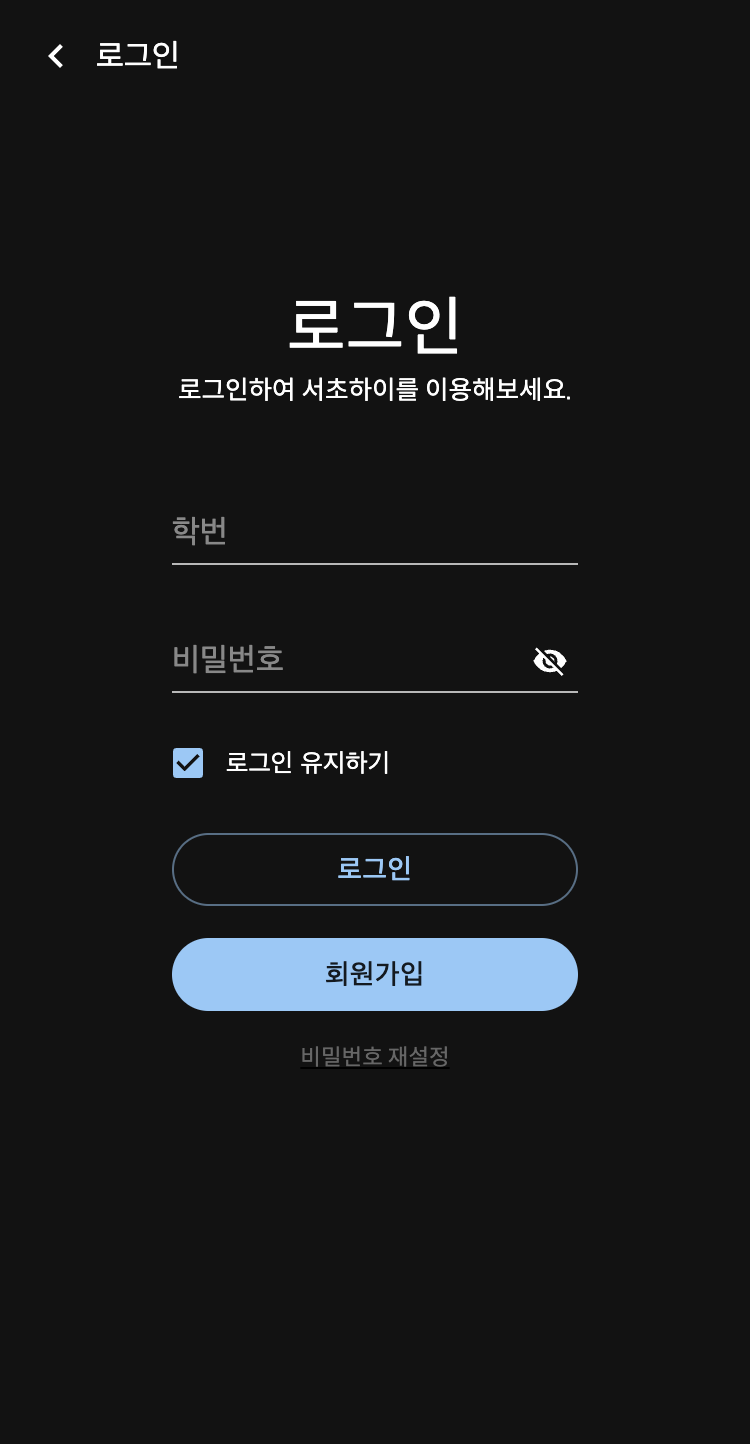 로그인
로그인
로그인하여 서초하이를 이용해보세요.
학번
비밀번호
로그인 유지하기
로그인
회원가입
비밀번호 재설정